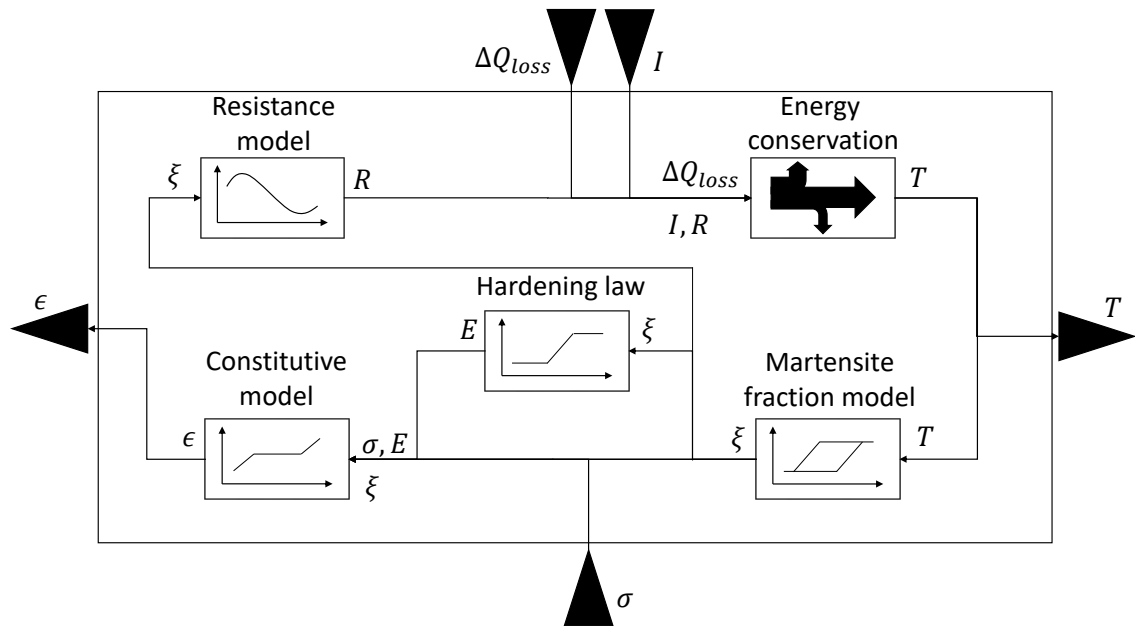 ΔQ_loss
I
Resistance
model
Energy
conservation
ξ
R
ΔQ_loss
T
I, R
Hardening law
ϵ
E
ξ
T
Constitutive
model
Martensite
fraction model
ϵ
σ, E
ξ
T
ξ
σ